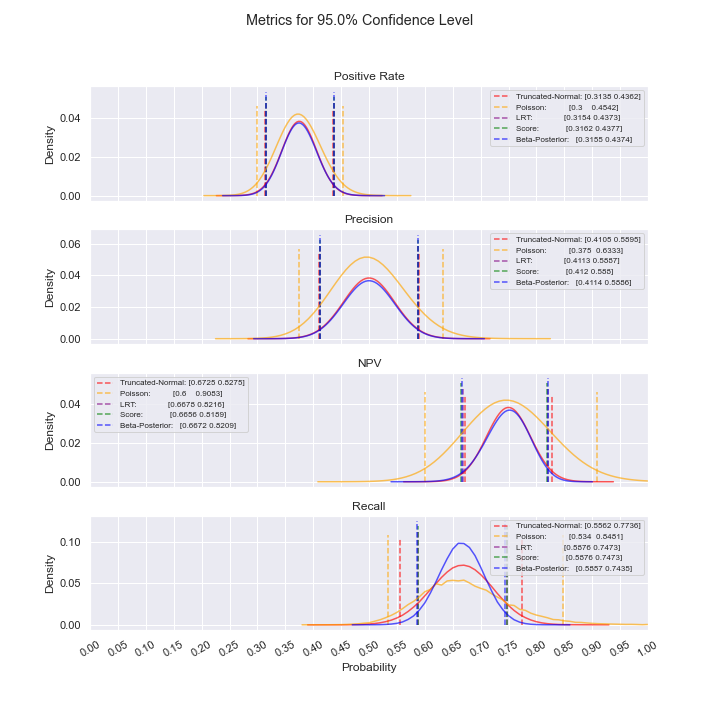 Metrics for 95.0% Confidence Level
Positive Rate
Density
0.04
0.02
0.00
Truncated-Normal: [0.3138 0.4362]
Poisson: [0.3 0.4542]
LRT: [0.3154 0.4373]
Score: [0.3162 0.4377]
Beta-Posterior: [0.3155 0.4374]
Precision
Density
0.06
0.04
0.02
0.00
Truncated-Normal: [0.4105 0.5895]
Poisson: [0.375 0.6333]
LRT: [0.4113 0.5887]
Score: [0.412 0.588]
Beta-Posterior: [0.4114 0.5886]
NPV
Density
0.04
0.02
0.00
Truncated-Normal: [0.6725 0.8275]
Poisson: [0.6 0.9083]
LRT: [0.6678 0.8216]
Score: [0.6656 0.8189]
Beta-Posterior: [0.6672 0.8209]
Recall
Density
0.10
0.05
0.00
Truncated-Normal: [0.5562 0.7736]
Poisson: [0.534 0.8451]
LRT: [0.5876 0.7473]
Score: [0.5876 0.7473]
Beta-Posterior: [0.5857 0.7435]
0.00 0.05 0.10 0.15 0.20 0.25 0.30 0.35 0.40 0.45 0.50 0.55 0.60 0.65 0.70 0.75 0.80 0.85 0.90 0.95 1.00
Probability